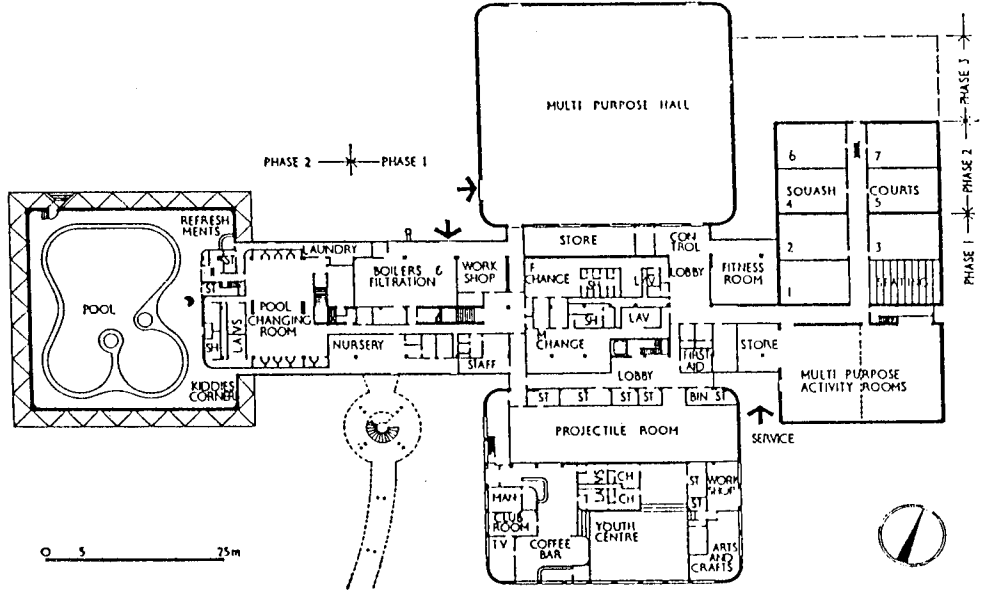 MULTI PURPOSE HALL
PHASE 3
PHASE 2
PHASE 1
PHASE 2
PHASE 1
6
7
SQUASH
COURTS
4
5
2
3
1
SEATING
REFRESH
MENTS
ST
ST
POOL
LAVS
SH
KIDDIES
CORNER
LAUNDRY
POOL
CHANGING
ROOM
BOILERS &
FILTRATION
WORK
SHOP
NURSERY
STAFF
STORE
CON
TROL
LOBBY
FITNESS
ROOM
F
CHANGE
SH
LAV
SH
LAV
M
CHANGE
LOBBY
FIRST
AID
STORE
MULTI PURPOSE
ACTIVITY ROOMS
ST
ST
ST
ST
BIN
ST
PROJECTILE ROOM
SERVICE
MAN
CLUB
ROOM
TV
COFFEE
BAR
CH
CH
YOUTH
CENTRE
ST
ST
WORK
SHOP
ARTS
AND
CRAFTS
0
5
25m